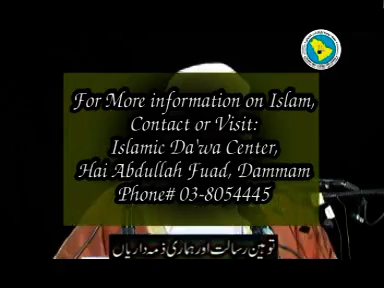 For More information on Islam,
Contact or Visit:
Islamic Da'wa Center,
Hai Abdullah Fuad, Dammam
Phone# 03-8054445
توہین رسالت اور ہماری ذمہ داریاں